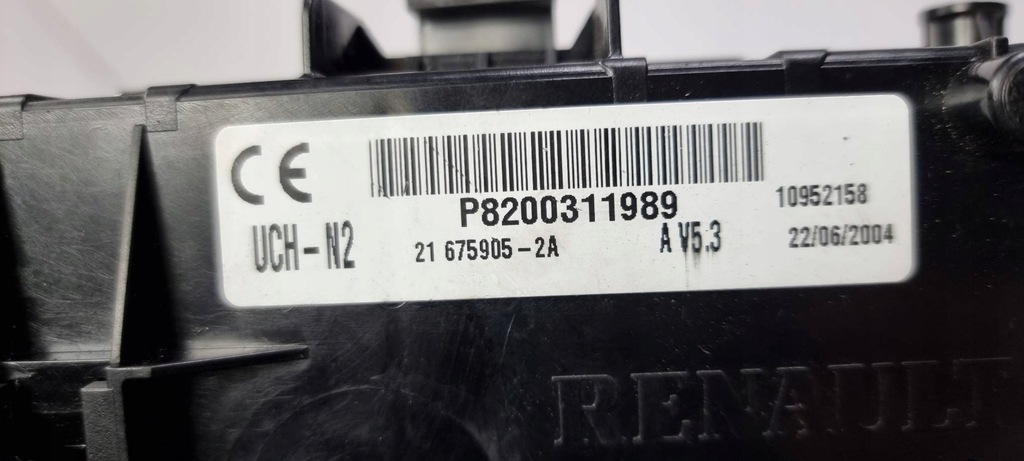 CE
P8200311989
10952158
UCH-N2
21 675905-2A
A V5.3
22/06/2004
RENAULT